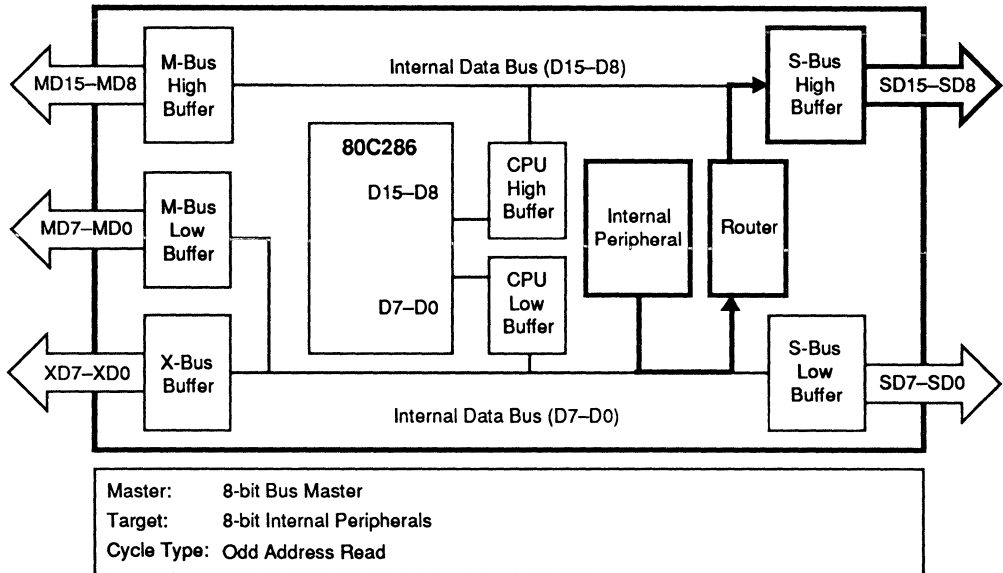 Internal Data Bus (D15–D8)
MD15–MD8
M-Bus
High
Buffer
S-Bus
High
Buffer
SD15–SD8
80C286
D15–D8
D7–D0
CPU
High
Buffer
CPU
Low
Buffer
Internal
Peripheral
Router
MD7–MD0
M-Bus
Low
Buffer
XD7–XD0
X-Bus
Buffer
S-Bus
Low
Buffer
SD7–SD0
Internal Data Bus (D7–D0)
Master: 8-bit Bus Master
Target: 8-bit Internal Peripherals
Cycle Type: Odd Address Read